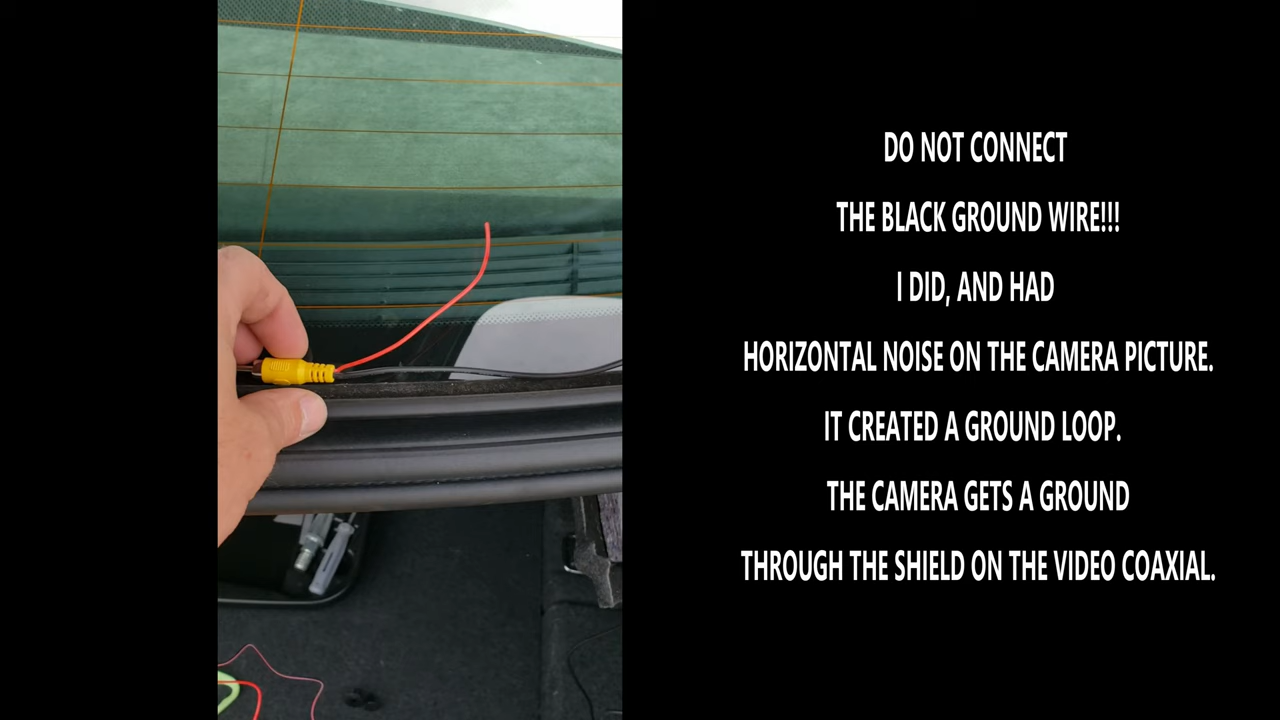 DO NOT CONNECT
THE BLACK GROUND WIRE!!!
I DID, AND HAD
HORIZONTAL NOISE ON THE CAMERA PICTURE.
IT CREATED A GROUND LOOP.
THE CAMERA GETS A GROUND
THROUGH THE SHIELD ON THE VIDEO COAXIAL.